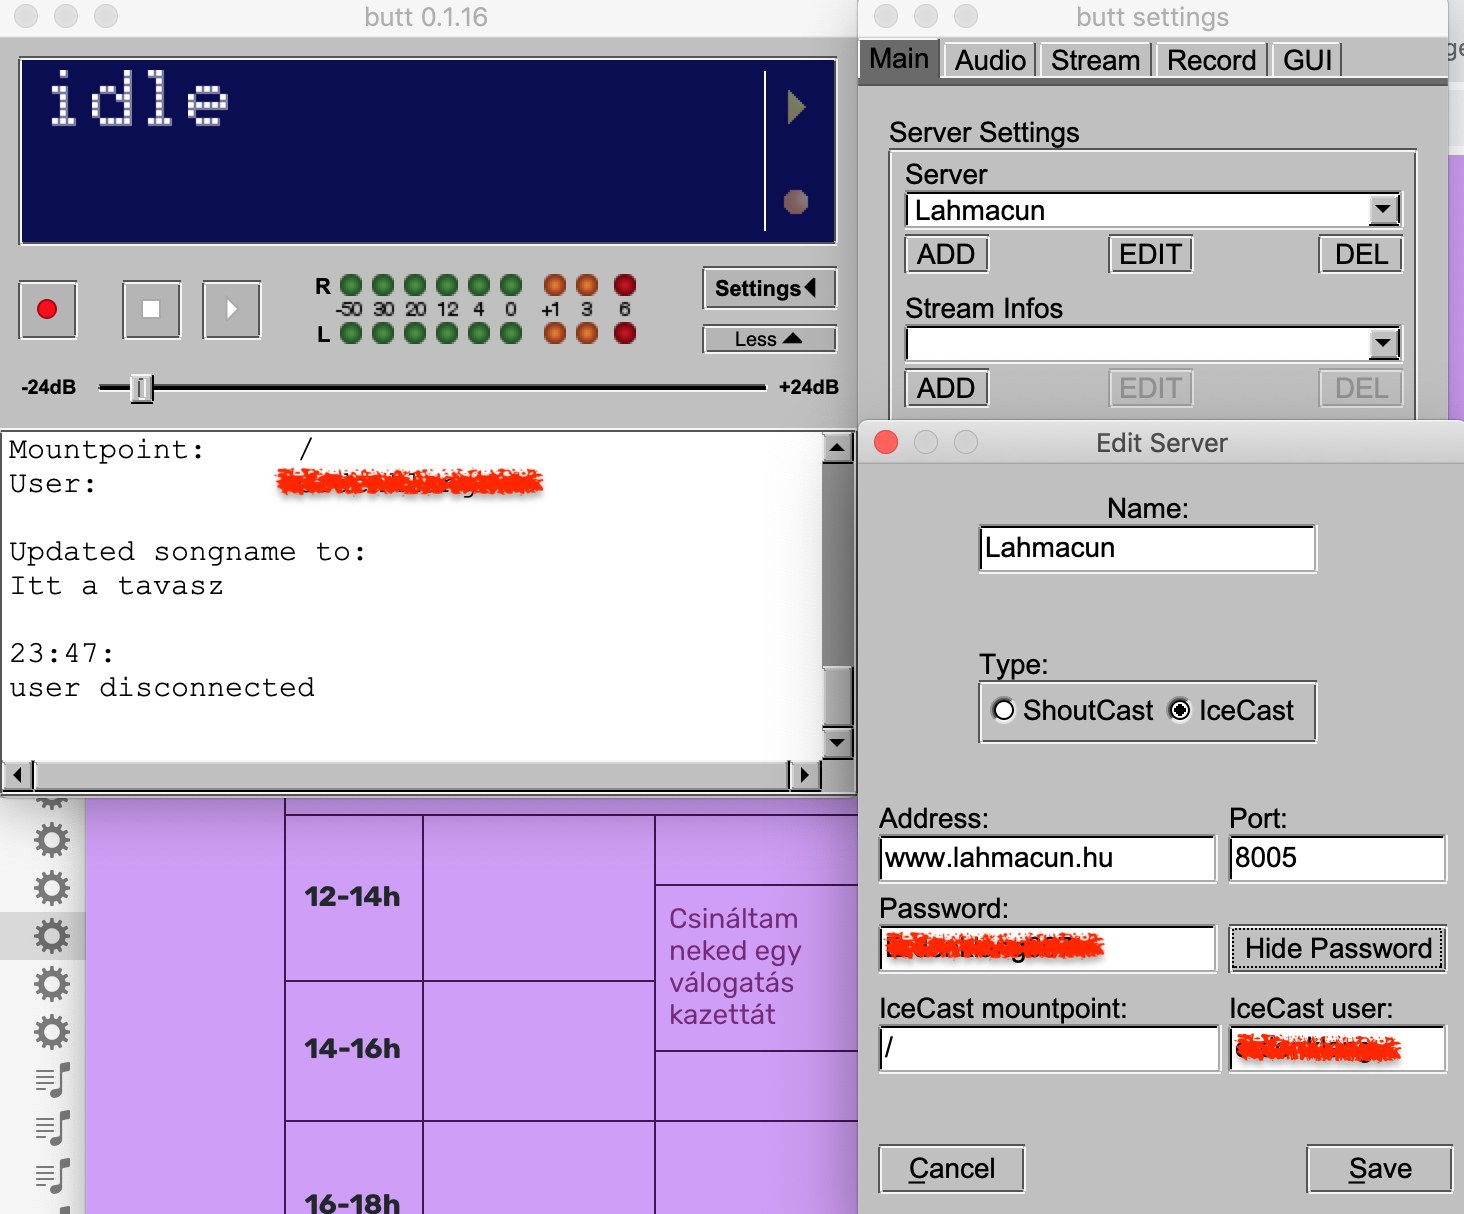 butt 0.1.16
idle
R
-50 30 20 12 4 0 +1 3 6
L
Settings
Less
-24dB
+24dB
Mountpoint: /
User:
Updated songname to:
Itt a tavasz
23:47:
user disconnected
12-14h
14-16h
16-18h
Csináltam
neked egy
válogatás
kazettát
butt settings
Main Audio Stream Record GUI
Server Settings
Server
Lahmacun
ADD EDIT DEL
Stream Infos
ADD EDIT DEL
Edit Server
Name:
Lahmacun
Type:
ShoutCast IceCast
Address: Port:
www.lahmacun.hu 8005
Password:
Hide Password
IceCast mountpoint: IceCast user:
/
Cancel Save